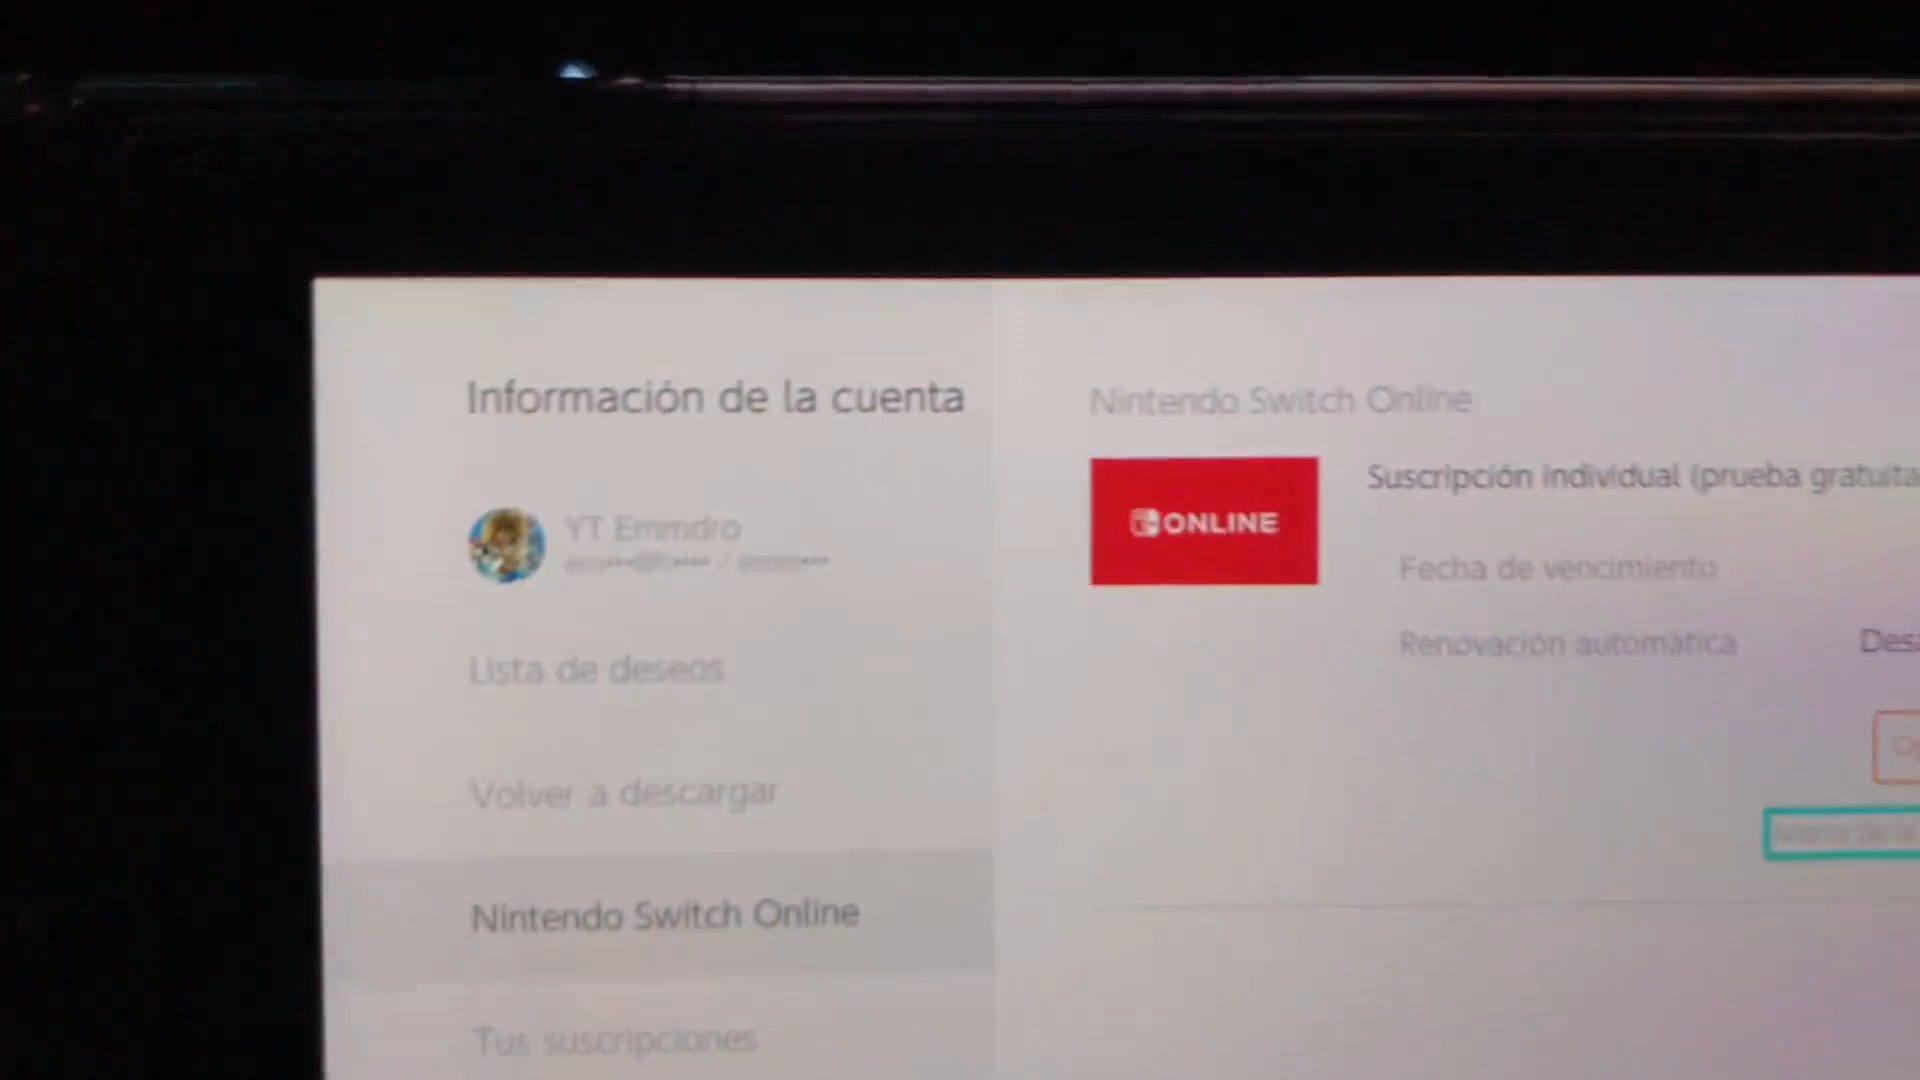 Información de la cuenta
YT Emmdro
Lista de deseos
Volver a descargar
Nintendo Switch Online
Tus suscripciones
Nintendo Switch Online
ONLINE
Suscripción individual (prueba gratuita
Fecha de vencimiento
Renovación automática